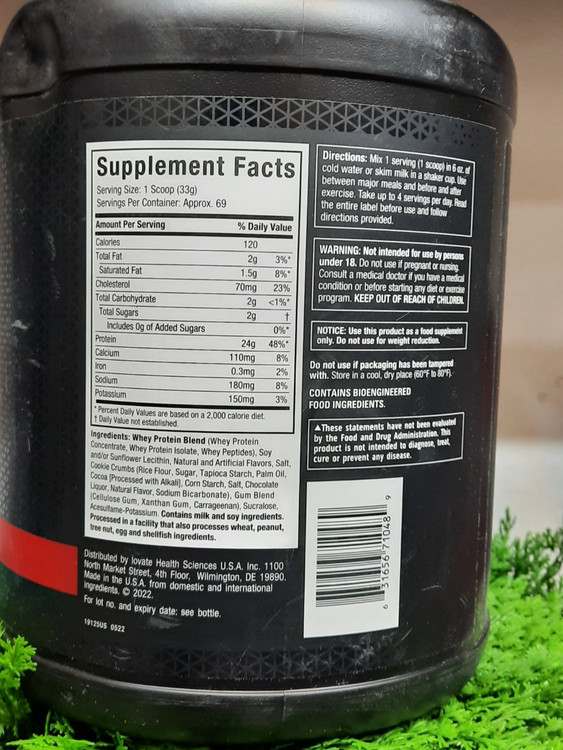 Supplement Facts
Serving Size: 1 Scoop (33g)
Servings Per Container: Approx. 69
Amount Per Serving % Daily Value
Calories 120
Total Fat 2g 3%*
Saturated Fat 1.5g 8%*
Cholesterol 70mg 23%
Total Carbohydrate 2g <1%*
Total Sugars 2g †
Includes 0g of Added Sugars 0%*
Protein 24g 48%*
Calcium 110mg 8%
Iron 0.3mg 2%
Sodium 180mg 8%
Potassium 150mg 3%
* Percent Daily Values are based on a 2,000 calorie diet.
† Daily Value not established.
Ingredients: Whey Protein Blend (Whey Protein
Concentrate, Whey Protein Isolate, Whey Peptides), Soy
and/or Sunflower Lecithin, Natural and Artificial Flavors, Salt,
Cookie Crumbs (Rice Flour, Sugar, Tapioca Starch, Palm Oil,
Cocoa (Processed with Alkali), Corn Starch, Salt, Chocolate
Liquor, Natural Flavor, Sodium Bicarbonate), Gum Blend
(Cellulose Gum, Xanthan Gum, Carrageenan), Sucralose,
Acesulfame-Potassium. Contains milk and soy ingredients.
Processed in a facility that also processes wheat, peanut,
tree nut, egg and shellfish ingredients.
Distributed by Iovate Health Sciences U.S.A. Inc. 1100
North Market Street, 4th Floor, Wilmington, DE 19890.
Made in the U.S.A. from domestic and international
ingredients. © 2022.
For lot no. and expiry date: see bottle.
19125US 0522
Directions: Mix 1 serving (1 scoop) in 6 oz. of
cold water or skim milk in a shaker cup. Use
between major meals and before and after
exercise. Take up to 4 servings per day. Read
the entire label before use and follow
directions provided.
WARNING: Not intended for use by persons
under 18. Do not use if pregnant or nursing.
Consult a medical doctor if you have a medical
condition or before starting any diet or exercise
program. KEEP OUT OF REACH OF CHILDREN.
NOTICE: Use this product as a food supplement
only. Do not use for weight reduction.
Do not use if packaging has been tampered
with. Store in a cool, dry place (60°F to 80°F).
CONTAINS BIOENGINEERED
FOOD INGREDIENTS.
▲These statements have not been evaluated
by the Food and Drug Administration. This
product is not intended to diagnose, treat,
cure or prevent any disease.
6 31656 71048 9